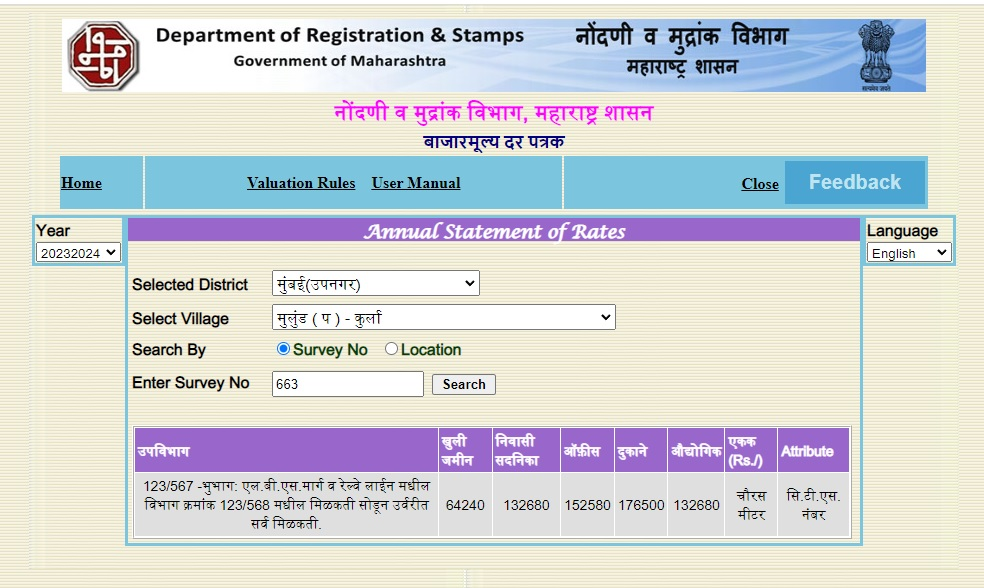 Department of Registration & Stamps
Government of Maharashtra
नोंदणी व मुद्रांक विभाग
महाराष्ट्र शासन
नोंदणी व मुद्रांक विभाग, महाराष्ट्र शासन
बाजारमूल्य दर पत्रक
Home Valuation Rules User Manual Close Feedback
Year
20232024
Annual Statement of Rates
Language
English
Selected District मुंबई(उपनगर)
Select Village मुलुंड ( प ) - कुर्ला
Search By Survey No Location
Enter Survey No 663 Search
उपविभाग खुली जमीन निवासी सदनिका ऑफ़ीस दुकाने औद्योगिक एकक (Rs./) Attribute
123/567 -भुभाग: एल.बी.एस.मार्ग व रेल्वे लाईन मधील
विभाग क्रमांक 123/568 मधील मिळकती सोडून उर्वरीत
सर्व मिळकती.
64240 132680 152580 176500 132680 चौरस मीटर सि.टी.एस. नंबर